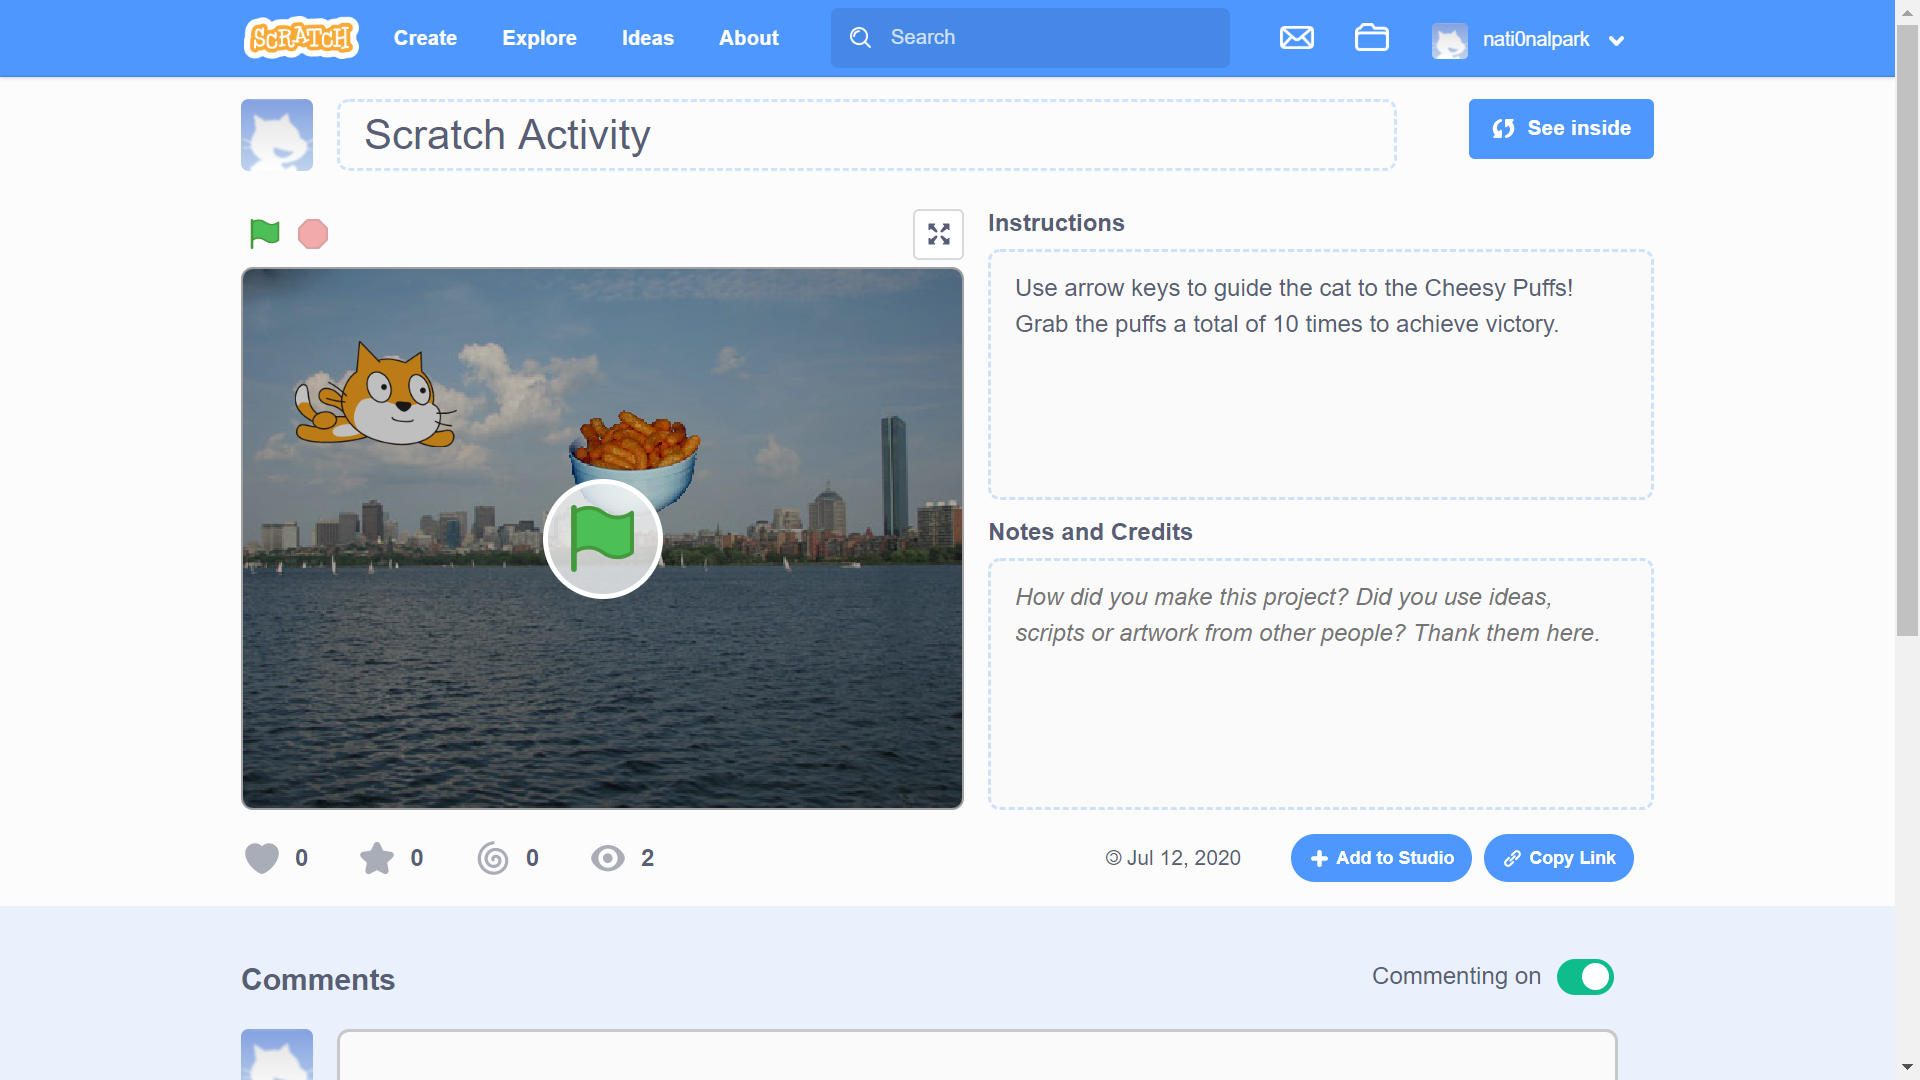 SCRATCH Create Explore Ideas About Search nati0nalpark
Scratch Activity
See inside
Instructions
Use arrow keys to guide the cat to the Cheesy Puffs!
Grab the puffs a total of 10 times to achieve victory.
Notes and Credits
How did you make this project? Did you use ideas,
scripts or artwork from other people? Thank them here.
0 0 0 2
Jul 12, 2020
Add to Studio
Copy Link
Comments
Commenting on